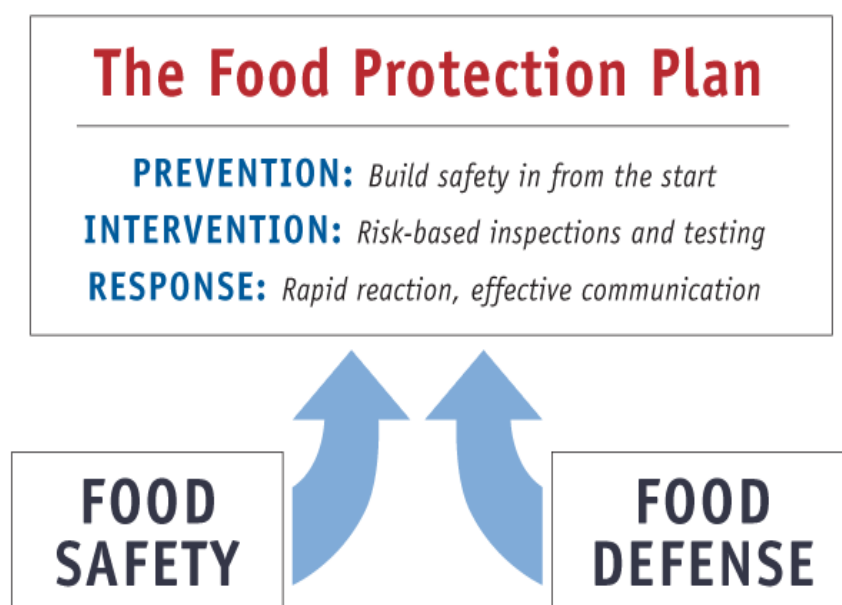 The Food Protection Plan
PREVENTION: Build safety in from the start
INTERVENTION: Risk-based inspections and testing
RESPONSE: Rapid reaction, effective communication
FOOD
SAFETY
FOOD
DEFENSE